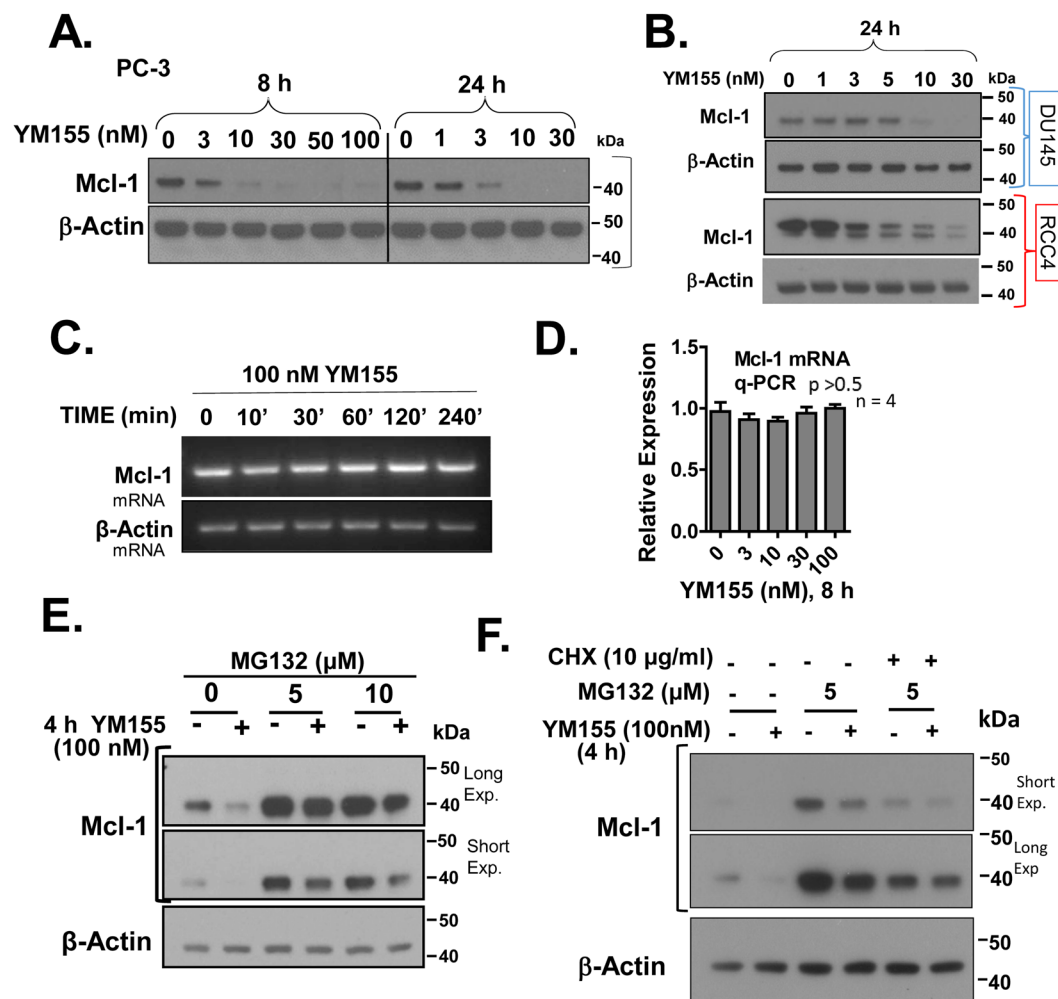 A.
PC-3
8 h
24 h
YM155 (nM)
0 3 10 30 50 100 0 1 3 10 30 kDa
Mcl-1
40
β-Actin
50
40
B.
24 h
YM155 (nM) 0 1 3 5 10 30 kDa
50
Mcl-1
40
50
β-Actin
40
DU145
50
Mcl-1
40
50
β-Actin
40
RCC4
C.
100 nM YM155
TIME (min) 0 10’ 30’ 60’ 120’ 240’
Mcl-1
mRNA
β-Actin
mRNA
D.
1.5
1.0
0.5
0.0
Relative Expression
Mcl-1 mRNA
q-PCR p >0.5
n = 4
0 3 10 30 100
YM155 (nM), 8 h
E.
MG132 (µM)
0 5 10
4 h YM155 - + - + - + kDa
(100 nM)
50
Long
Exp.
40
Mcl-1
50
Short
Exp.
40
50
β-Actin
40
F.
CHX (10 µg/ml) - - - - + +
MG132 (µM) - - 5 5
YM155 (100nM) - + - + - + kDa
(4 h)
50
Short
40 Exp.
Mcl-1
50
Long
Exp
40
50
β-Actin
40